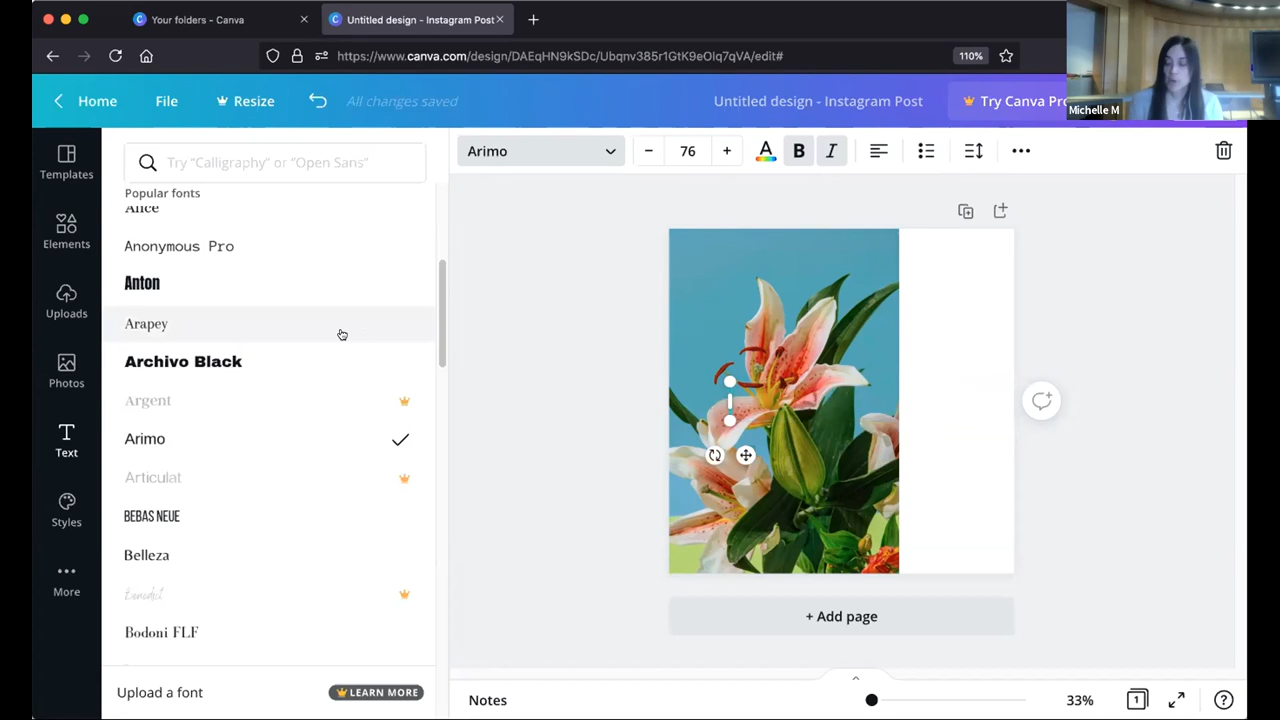 Your folders - Canva
Untitled design - Instagram Post
https://www.canva.com/design/DAEqHN9kSDc/Ubqnv385r1GtK9eOlq7qVA/edit#
110%
Michelle M
Home
File
Resize
All changes saved
Untitled design - Instagram Post
Try Canva Pro
Templates
Elements
Uploads
Photos
Text
Styles
More
Try “Calligraphy” or “Open Sans”
Popular fonts
Alice
Anonymous Pro
Anton
Arapey
Archivo Black
Argent
Arimo
Articulat
BEBAS NEUE
Belleza
Benedict
Bodoni FLF
Upload a font
LEARN MORE
Arimo
76
A
B
I
+ Add page
Notes
33%
1